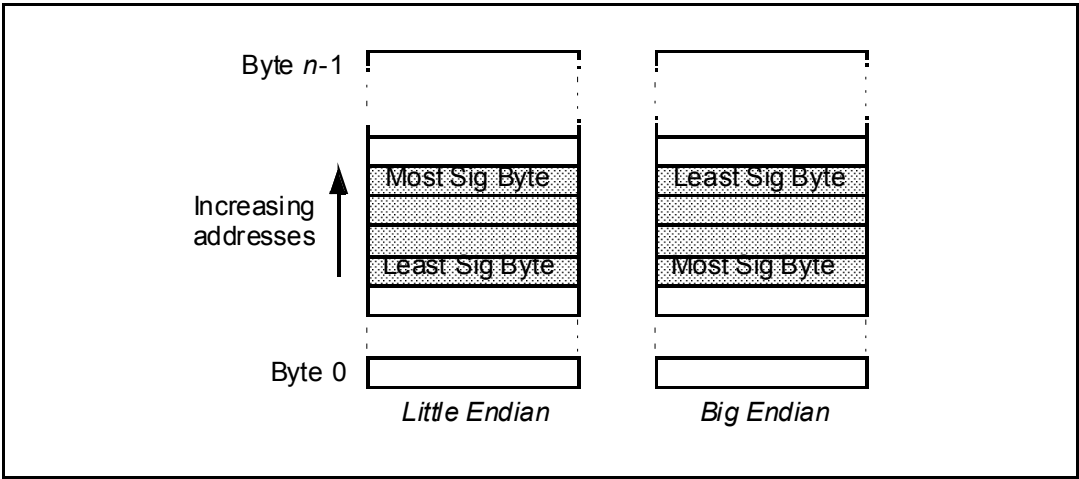 Byte n-1
Most Sig Byte
Least Sig Byte
Increasing
addresses
Least Sig Byte
Most Sig Byte
Byte 0
Little Endian
Big Endian